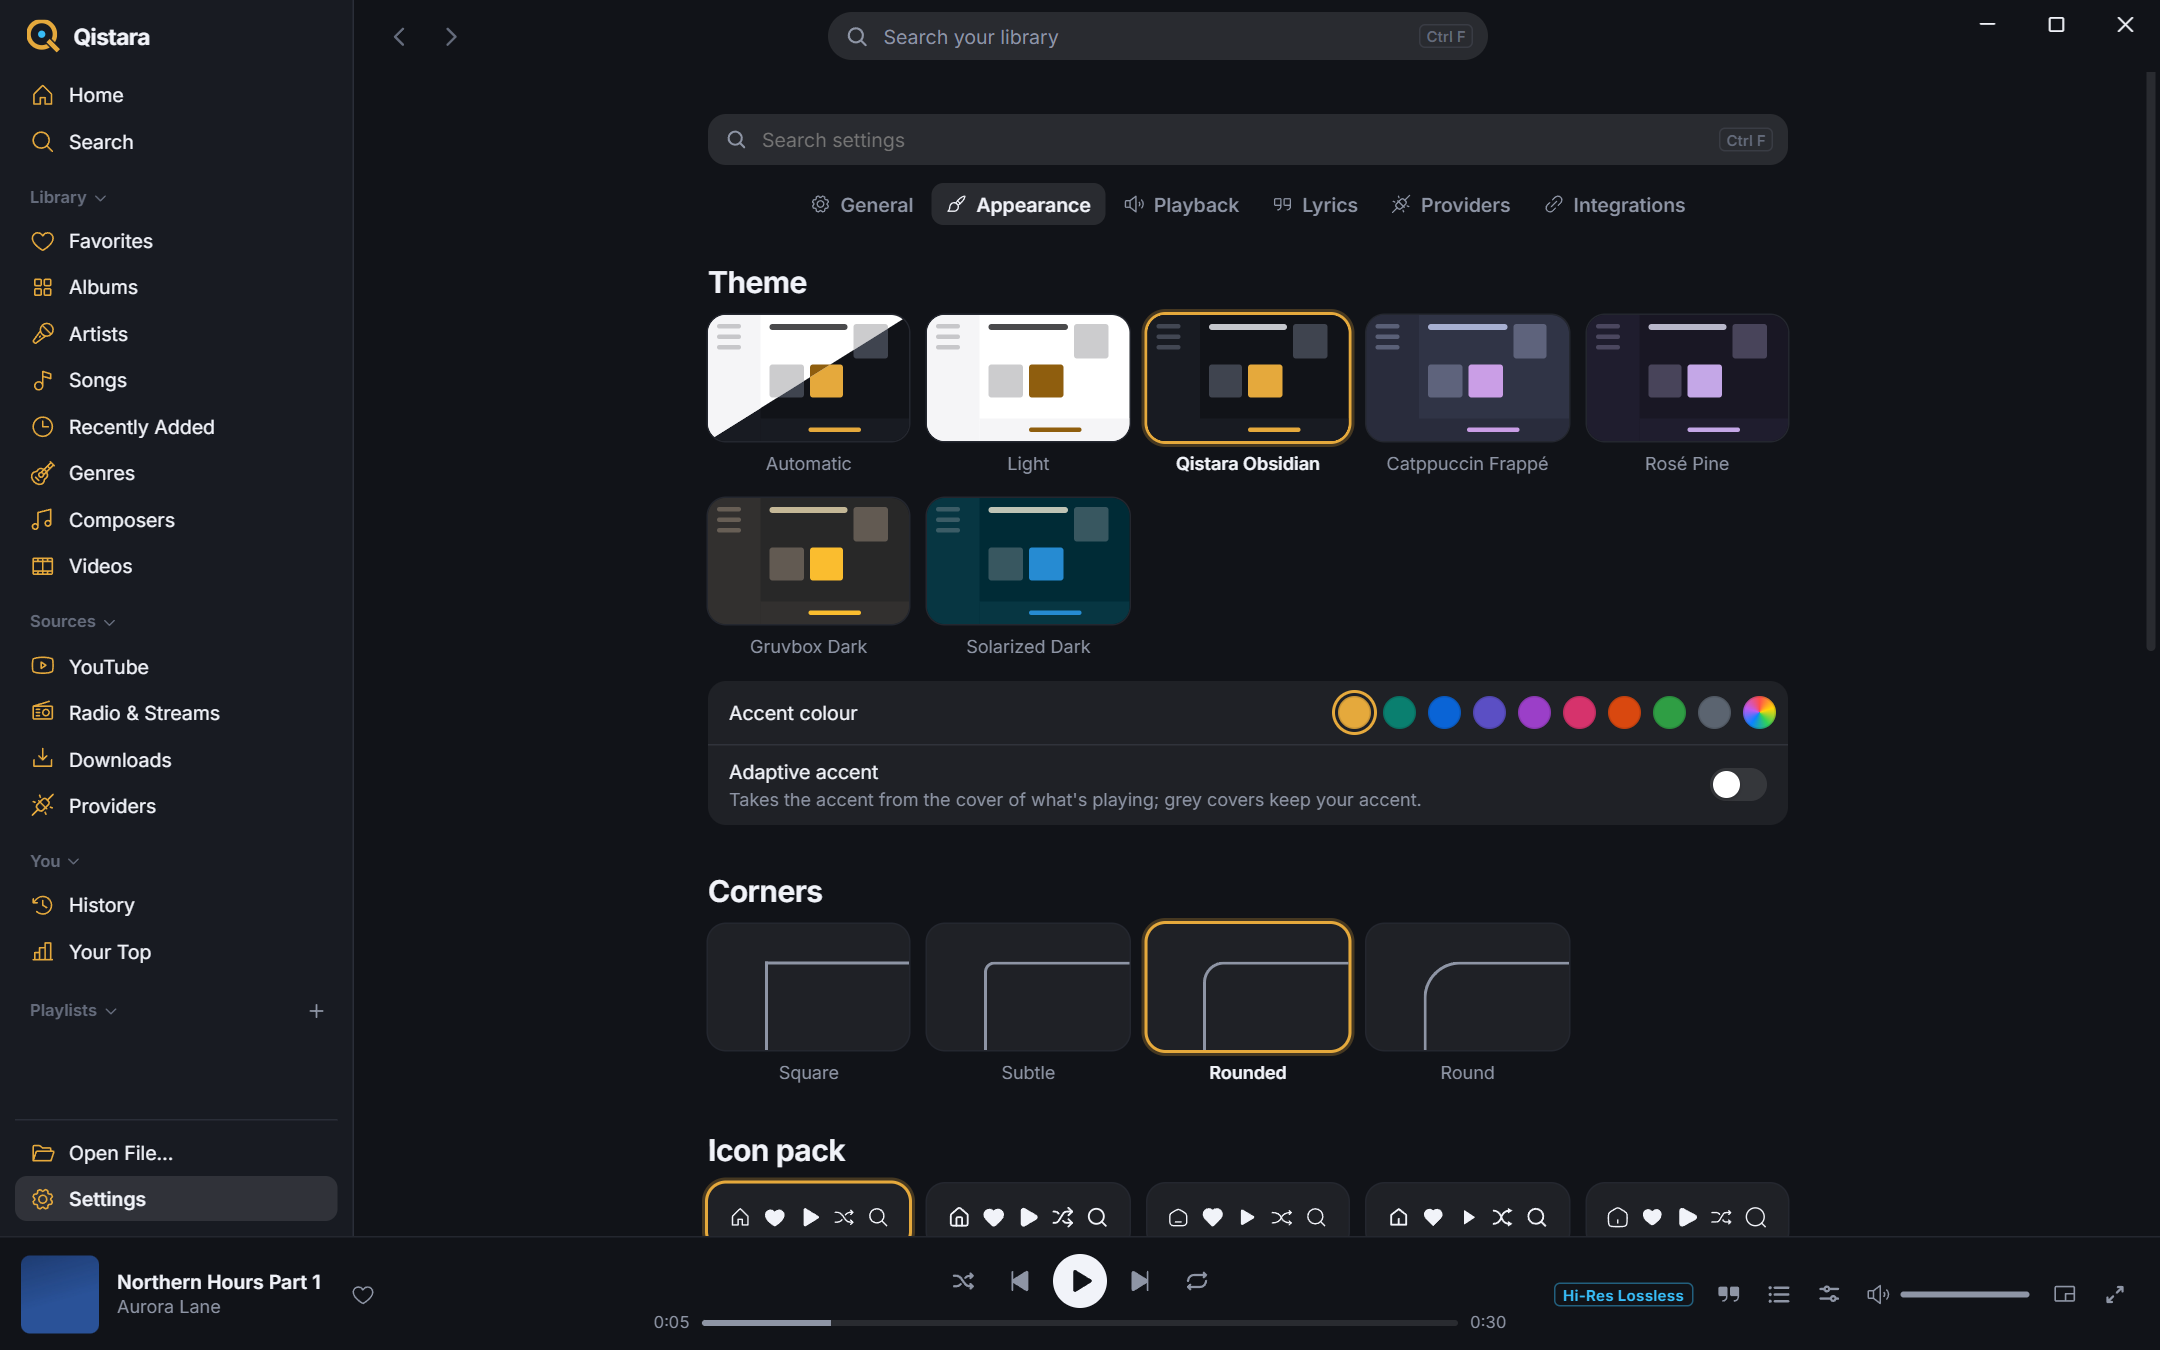 Qistara
Search your library
Ctrl F
Home
Search
Library
Favorites
Albums
Artists
Songs
Recently Added
Genres
Composers
Videos
Sources
YouTube
Radio & Streams
Downloads
Providers
You
History
Your Top
Playlists
Open File...
Settings
Search settings
Ctrl F
General
Appearance
Playback
Lyrics
Providers
Integrations
Theme
Automatic
Light
Qistara Obsidian
Catppuccin Frappé
Rosé Pine
Gruvbox Dark
Solarized Dark
Accent colour
Adaptive accent
Takes the accent from the cover of what's playing; grey covers keep your accent.
Corners
Square
Subtle
Rounded
Round
Icon pack
Northern Hours Part 1
Aurora Lane
0:05
0:30
Hi-Res Lossless